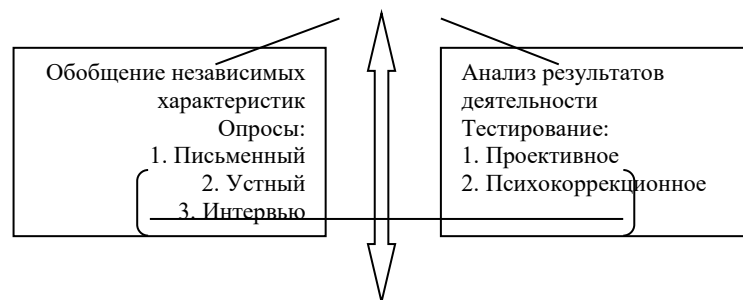 Обобщение независимых
характеристик
Опросы:
1. Письменный
2. Устный
3. Интервью
Анализ результатов
деятельности
Тестирование:
1. Проективное
2. Психокоррекционное